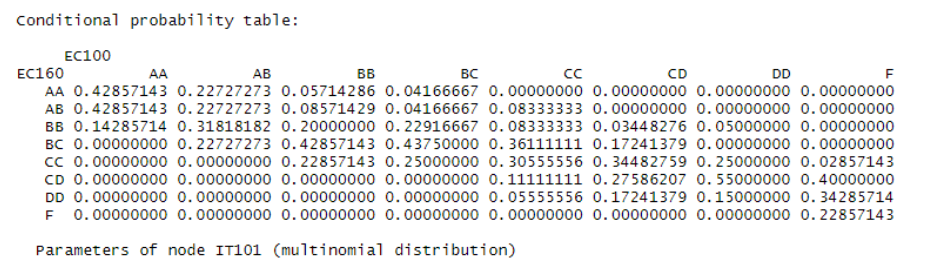 Conditional probability table:
EC100
EC160 AA AB BB BC CC CD DD F
AA 0.42857143 0.22727273 0.05714286 0.04166667 0.00000000 0.00000000 0.00000000 0.00000000
AB 0.42857143 0.22727273 0.08571429 0.04166667 0.08333333 0.00000000 0.00000000 0.00000000
BB 0.14285714 0.31818182 0.20000000 0.22916667 0.08333333 0.03448276 0.05000000 0.00000000
BC 0.00000000 0.22727273 0.42857143 0.43750000 0.36111111 0.17241379 0.00000000 0.00000000
CC 0.00000000 0.00000000 0.22857143 0.25000000 0.30555556 0.34482759 0.25000000 0.02857143
CD 0.00000000 0.00000000 0.00000000 0.00000000 0.11111111 0.27586207 0.55000000 0.40000000
DD 0.00000000 0.00000000 0.00000000 0.00000000 0.05555556 0.17241379 0.15000000 0.34285714
F 0.00000000 0.00000000 0.00000000 0.00000000 0.00000000 0.00000000 0.00000000 0.22857143
Parameters of node IT101 (multinomial distribution)